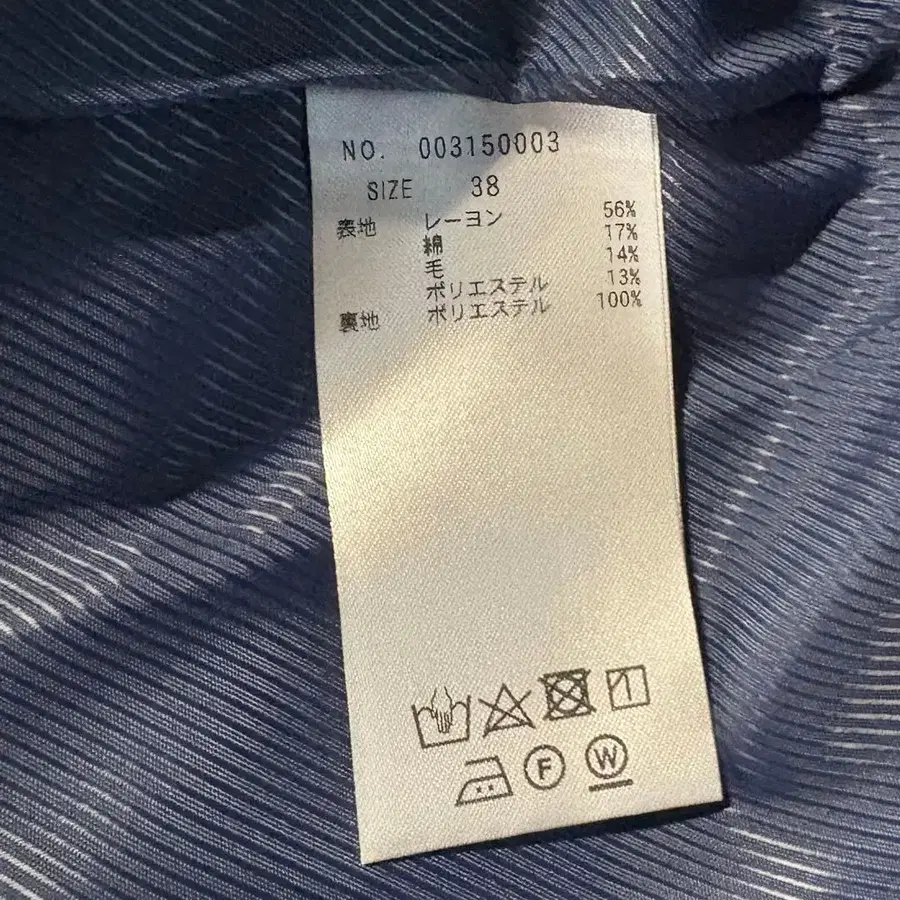 NO. 003150003
SIZE 38
表地 レーヨン 56%
綿 17%
毛 14%
ポリエステル 13%
裏地 ポリエステル 100%
F W